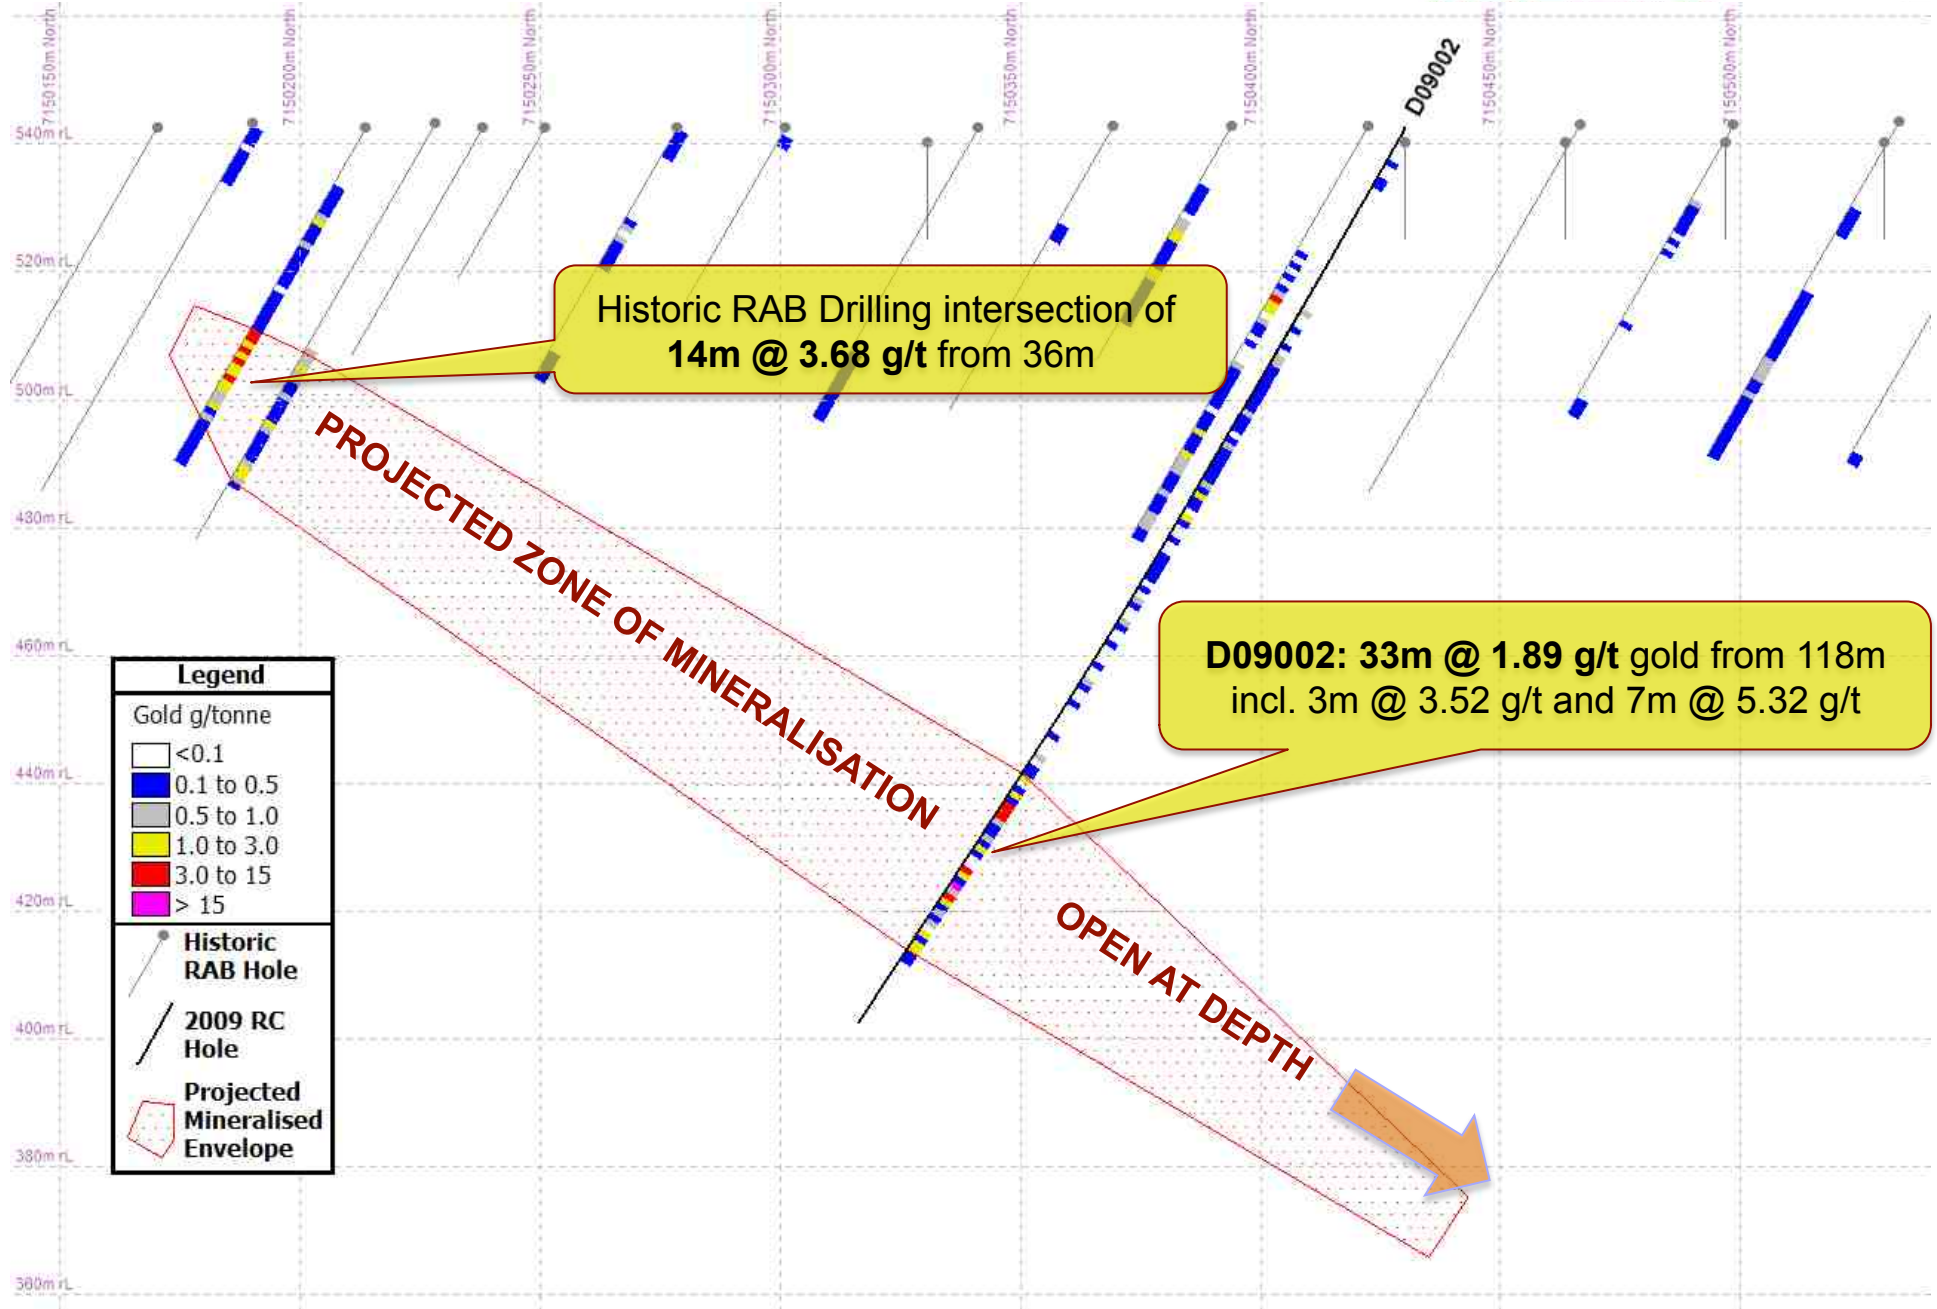 7150150m North
7150200m North
7150250m North
7150300m North
7150350m North
7150400m North
7150450m North
7150500m North
D09002
540m rL
520m rL
500m rL
480m rL
460m rL
440m rL
420m rL
400m rL
380m rL
360m rL
Historic RAB Drilling intersection of
14m @ 3.68 g/t from 36m
PROJECTED ZONE OF MINERALISATION
D09002: 33m @ 1.89 g/t gold from 118m
incl. 3m @ 3.52 g/t and 7m @ 5.32 g/t
OPEN AT DEPTH
Legend
Gold g/tonne
<0.1
0.1 to 0.5
0.5 to 1.0
1.0 to 3.0
3.0 to 15
> 15
Historic
RAB Hole
2009 RC
Hole
Projected
Mineralised
Envelope